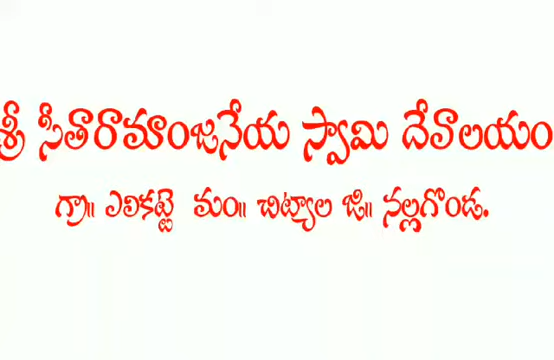 శ్రీ సీతారామాంజనేయ స్వామి దేవాలయం
గ్రా॥ ఎలికట్టె మం॥ చిట్యాల జి॥ నల్లగొండ.